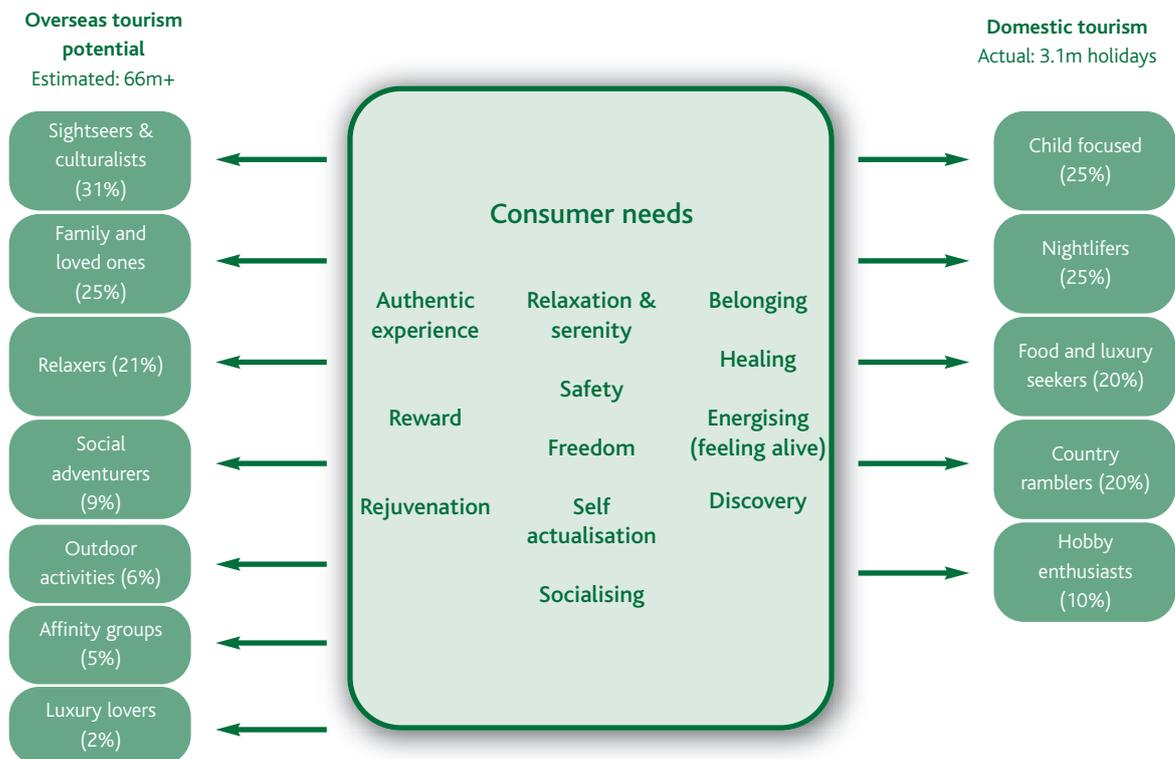 Overseas tourism
potential
Estimated: 66m+
Sightseers &
culturalists
(31%)
Family and
loved ones
(25%)
Relaxers (21%)
Social
adventurers
(9%)
Outdoor
activities (6%)
Affinity groups
(5%)
Luxury lovers
(2%)
Consumer needs
Authentic
experience
Reward
Rejuvenation
Relaxation &
serenity
Safety
Freedom
Self
actualisation
Socialising
Belonging
Healing
Energising
(feeling alive)
Discovery
Domestic tourism
Actual: 3.1m holidays
Child focused
(25%)
Nightlifers
(25%)
Food and luxury
seekers (20%)
Country
ramblers (20%)
Hobby
enthusiasts
(10%)